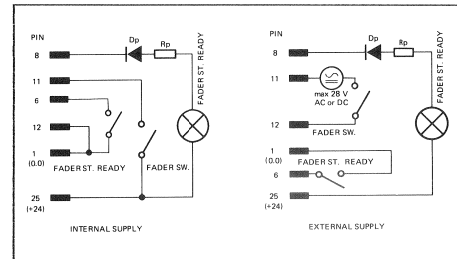 PIN
8
11
6
12
1
(0.0)
25
(+24)
Dp
Rp
FADER ST. READY
FADER ST. READY
FADER SW.
INTERNAL SUPPLY
PIN
8
11
12
1
(0.0)
6
25
(+24)
Dp
Rp
FADER ST. READY
max 28 V
AC or DC
FADER SW.
FADER ST. READY
EXTERNAL SUPPLY